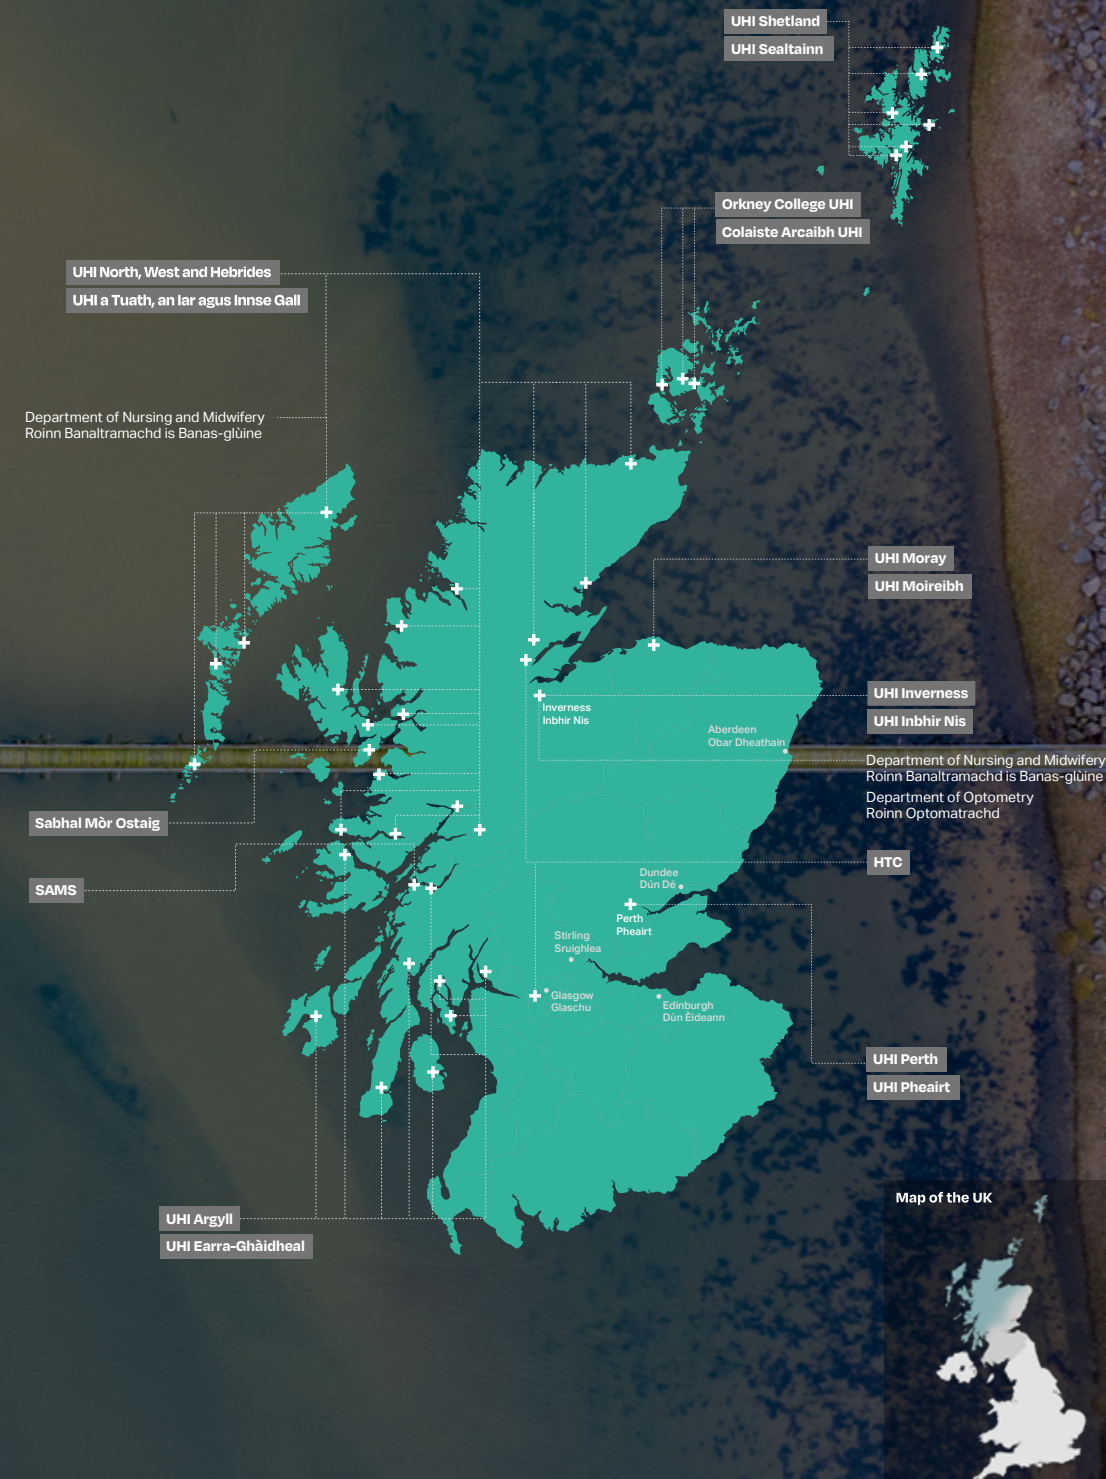 UHI Shetland
UHI Sealtainn
Orkney College UHI
Colaiste Arcaibh UHI
UHI North, West and Hebrides
UHI a Tuath, an Iar agus Innse Gall
Department of Nursing and Midwifery
Roinn Banaltramachd is Banas-glùine
UHI Moray
UHI Moireibh
UHI Inverness
UHI Inbhir Nis
Inverness
Inbhir Nis
Aberdeen
Obar Dheathain
Department of Nursing and Midwifery
Roinn Banaltramachd is Banas-glùine
Department of Optometry
Roinn Optomatrachd
Sabhal Mòr Ostaig
HTC
SAMS
Dundee
Dún Dé
Perth
Pheairt
Stirling
Sruighlea
Glasgow
Glaschu
Edinburgh
Dùn Èideann
UHI Perth
UHI Pheairt
UHI Argyll
UHI Earra-Ghàidheal
Map of the UK